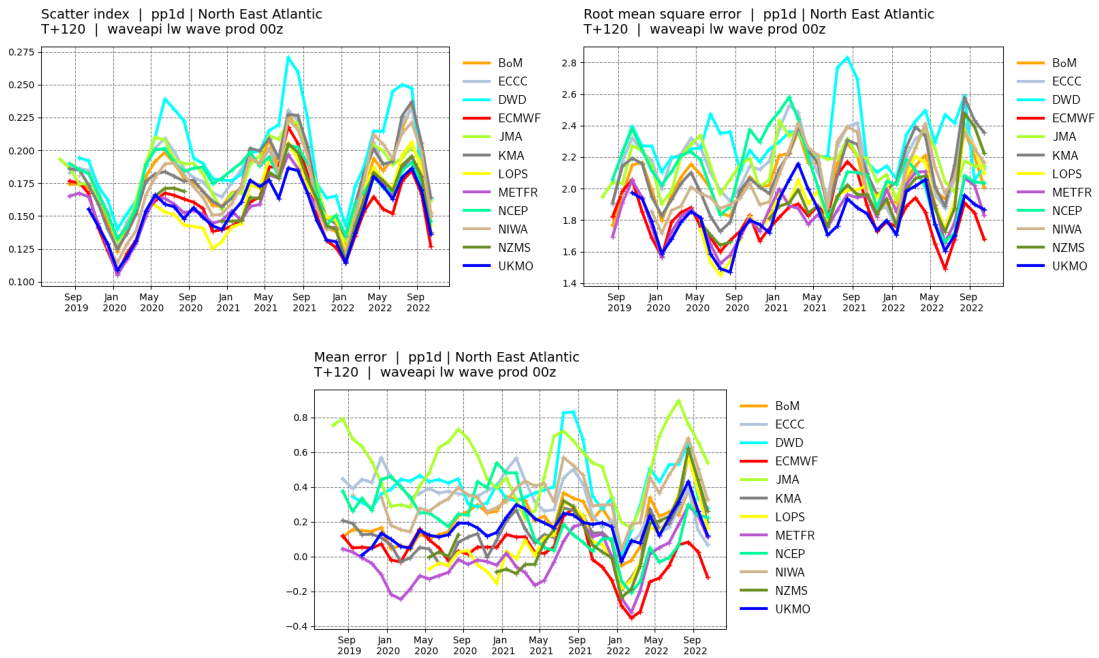 Scatter index | pp1d | North East Atlantic
T+120 | waveapi lw wave prod 00z
0.275
0.250
0.225
0.200
0.175
0.150
0.125
0.100
Sep 2019
Jan 2020
May 2020
Sep 2020
Jan 2021
May 2021
Sep 2021
Jan 2022
May 2022
Sep 2022
BoM
ECCC
DWD
ECMWF
JMA
KMA
LOPS
METFR
NCEP
NIWA
NZMS
UKMO
Root mean square error | pp1d | North East Atlantic
T+120 | waveapi lw wave prod 00z
2.8
2.6
2.4
2.2
2.0
1.8
1.6
1.4
Sep 2019
Jan 2020
May 2020
Sep 2020
Jan 2021
May 2021
Sep 2021
Jan 2022
May 2022
Sep 2022
BoM
ECCC
DWD
ECMWF
JMA
KMA
LOPS
METFR
NCEP
NIWA
NZMS
UKMO
Mean error | pp1d | North East Atlantic
T+120 | waveapi lw wave prod 00z
0.8
0.6
0.4
0.2
0.0
−0.2
−0.4
Sep 2019
Jan 2020
May 2020
Sep 2020
Jan 2021
May 2021
Sep 2021
Jan 2022
May 2022
Sep 2022
BoM
ECCC
DWD
ECMWF
JMA
KMA
LOPS
METFR
NCEP
NIWA
NZMS
UKMO